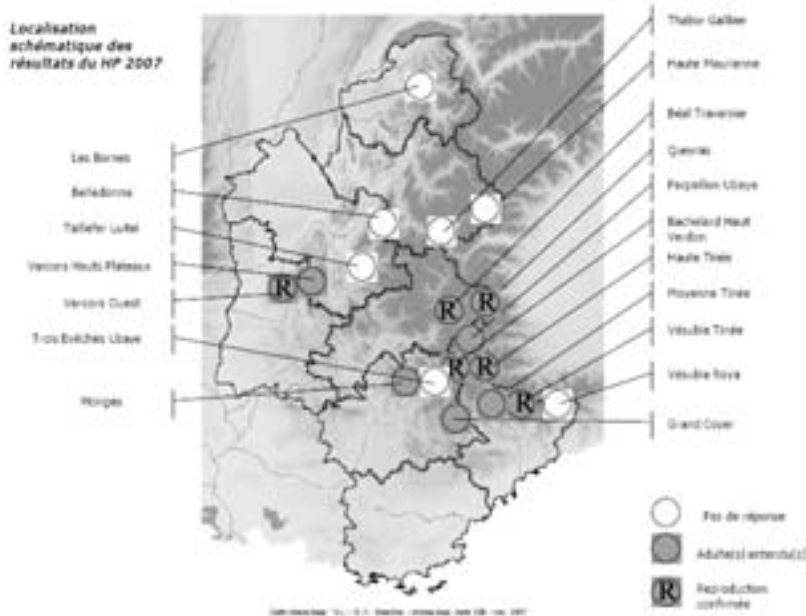 Localisation
schématique des
résultats du HP 2007
Les Bornes
Belledonne
Taillefer Luitel
Vercors Hauts Plateaux
Vercors Ouest
Trois Evêchés Ubaye
Monges
Thabor Galibier
Haute Maurienne
Béal Traversier
Queyras
Parpaillon Ubaye
Bachelard Haut
Verdon
Haute Tinée
Moyenne Tinée
Vésubie Tinée
Vésubie Roya
Grand Coyer
R
R
R
R
R
R
Pas de réponse
Adulte(s) entendu(s)
R
Reproduction
confirmée